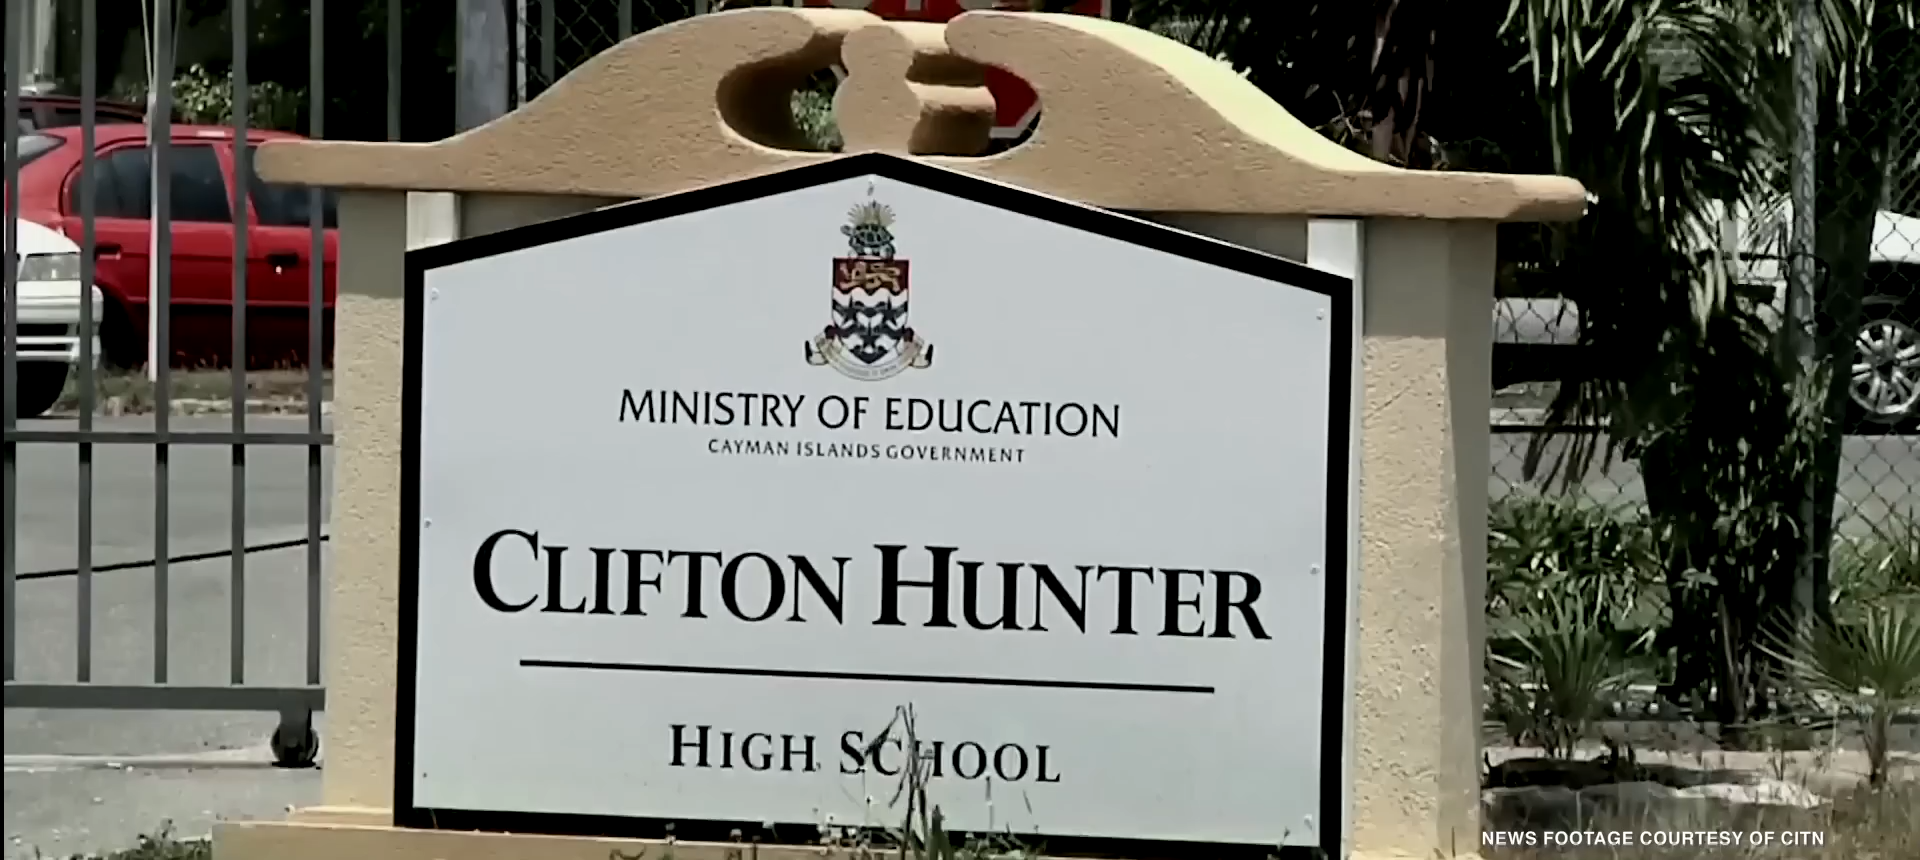 MINISTRY OF EDUCATION
CAYMAN ISLANDS GOVERNMENT
CLIFTON HUNTER
HIGH SCHOOL
NEWS FOOTAGE COURTESY OF CITN